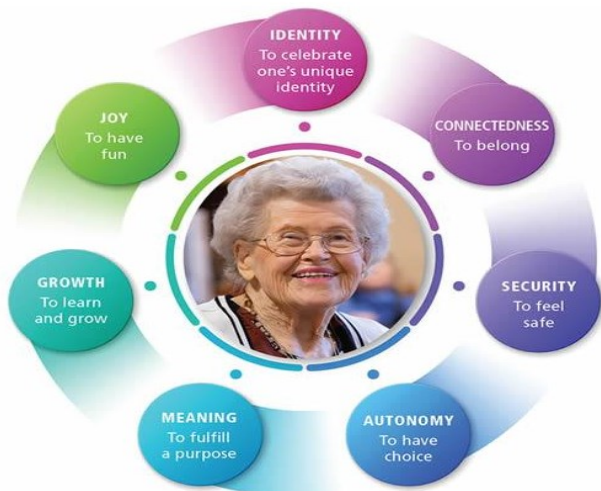 IDENTITY
To celebrate
one's unique
identity
CONNECTEDNESS
To belong
SECURITY
To feel
safe
AUTONOMY
To have
choice
MEANING
To fulfill
a purpose
GROWTH
To learn
and grow
JOY
To have
fun